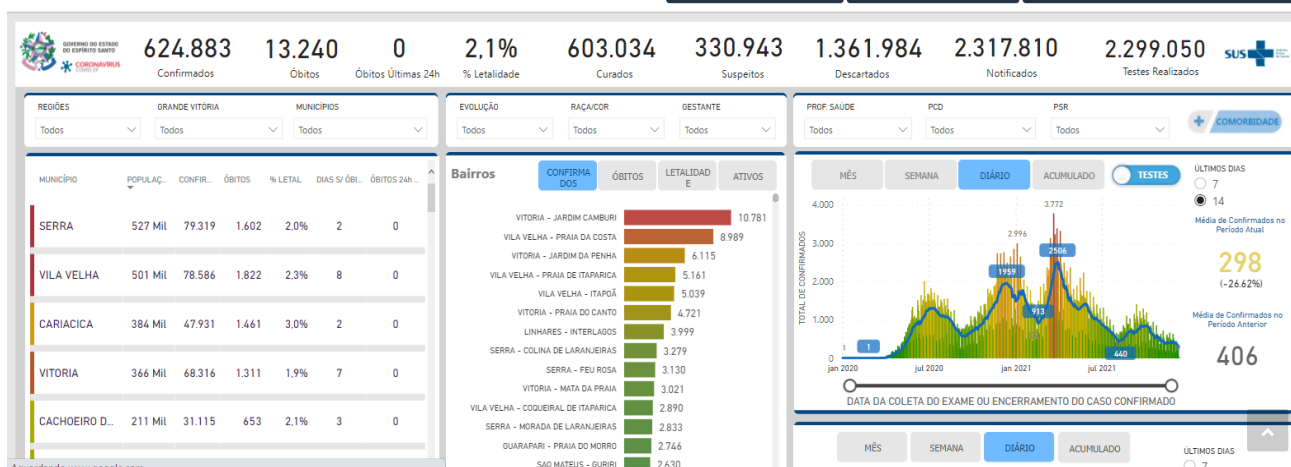 GOVERNO DO ESTADO
DO ESPÍRITO SANTO
CORONAVÍRUS
COVID-19
624.883
Confirmados
13.240
Óbitos
0
Óbitos Últimas 24h
2,1%
% Letalidade
603.034
Curados
330.943
Suspeitos
1.361.984
Descartados
2.317.810
Notificados
2.299.050
Testes Realizados
SUS
REGIÕES
Todos
GRANDE VITÓRIA
Todos
MUNICÍPIOS
Todos
EVOLUÇÃO
Todos
RAÇA/COR
Todos
GESTANTE
Todos
PROF. SAÚDE
Todos
PCD
Todos
PSR
Todos
+ COMORBIDADE
MUNICÍPIO POPULAÇ... CONFIR... ÓBITOS % LETAL DIAS S/ ÓBI... ÓBITOS 24h ...
SERRA 527 Mil 79.319 1.602 2,0% 2 0
VILA VELHA 501 Mil 78.586 1.822 2,3% 8 0
CARIACICA 384 Mil 47.931 1.461 3,0% 2 0
VITORIA 366 Mil 68.316 1.311 1,9% 7 0
CACHOEIRO D... 211 Mil 31.115 653 2,1% 3 0
Bairros
CONFIRMA
DOS
ÓBITOS
LETALIDAD
E
ATIVOS
VITORIA - JARDIM CAMBURI 10.781
VILA VELHA - PRAIA DA COSTA 8.989
VITORIA - JARDIM DA PENHA 6.115
VILA VELHA - PRAIA DE ITAPARICA 5.161
VILA VELHA - ITAPOÃ 5.039
VITORIA - PRAIA DO CANTO 4.721
LINHARES - INTERLAGOS 3.999
SERRA - COLINA DE LARANJEIRAS 3.279
SERRA - FEU ROSA 3.130
VITORIA - MATA DA PRAIA 3.021
VILA VELHA - COQUEIRAL DE ITAPARICA 2.890
SERRA - MORADA DE LARANJEIRAS 2.833
GUARAPARI - PRAIA DO MORRO 2.746
SAO MATEUS - GURIRI 2.630
MÊS SEMANA DIÁRIO ACUMULADO TESTES
TOTAL DE CONFIRMADOS
4.000
3.000
2.000
1.000
0
1
1
1959
2.996
913
3.772
2506
440
jan 2020 jul 2020 jan 2021 jul 2021
DATA DA COLETA DO EXAME OU ENCERRAMENTO DO CASO CONFIRMADO
ÚLTIMOS DIAS
7
14
Média de Confirmados no
Período Atual
298
(-26.62%)
Média de Confirmados no
Período Anterior
406
MÊS SEMANA DIÁRIO ACUMULADO
ÚLTIMOS DIAS
7